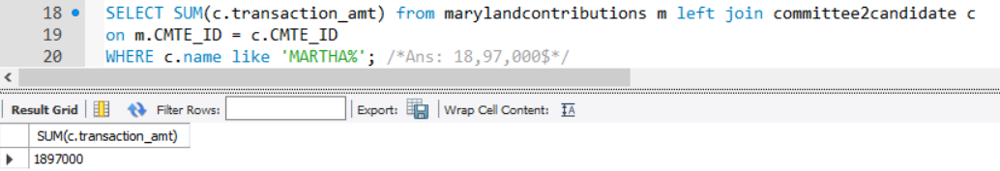 18 SELECT SUM(c.transaction_amt) from marylandcontributions m left join committee2candidate c
19 on m.CMTE_ID = c.CMTE_ID
20 WHERE c.name like 'MARTHA%'; /*Ans: 18,97,000$*/
Result Grid Filter Rows: Export: Wrap Cell Content: IA
SUM(c.transaction_amt)
1897000